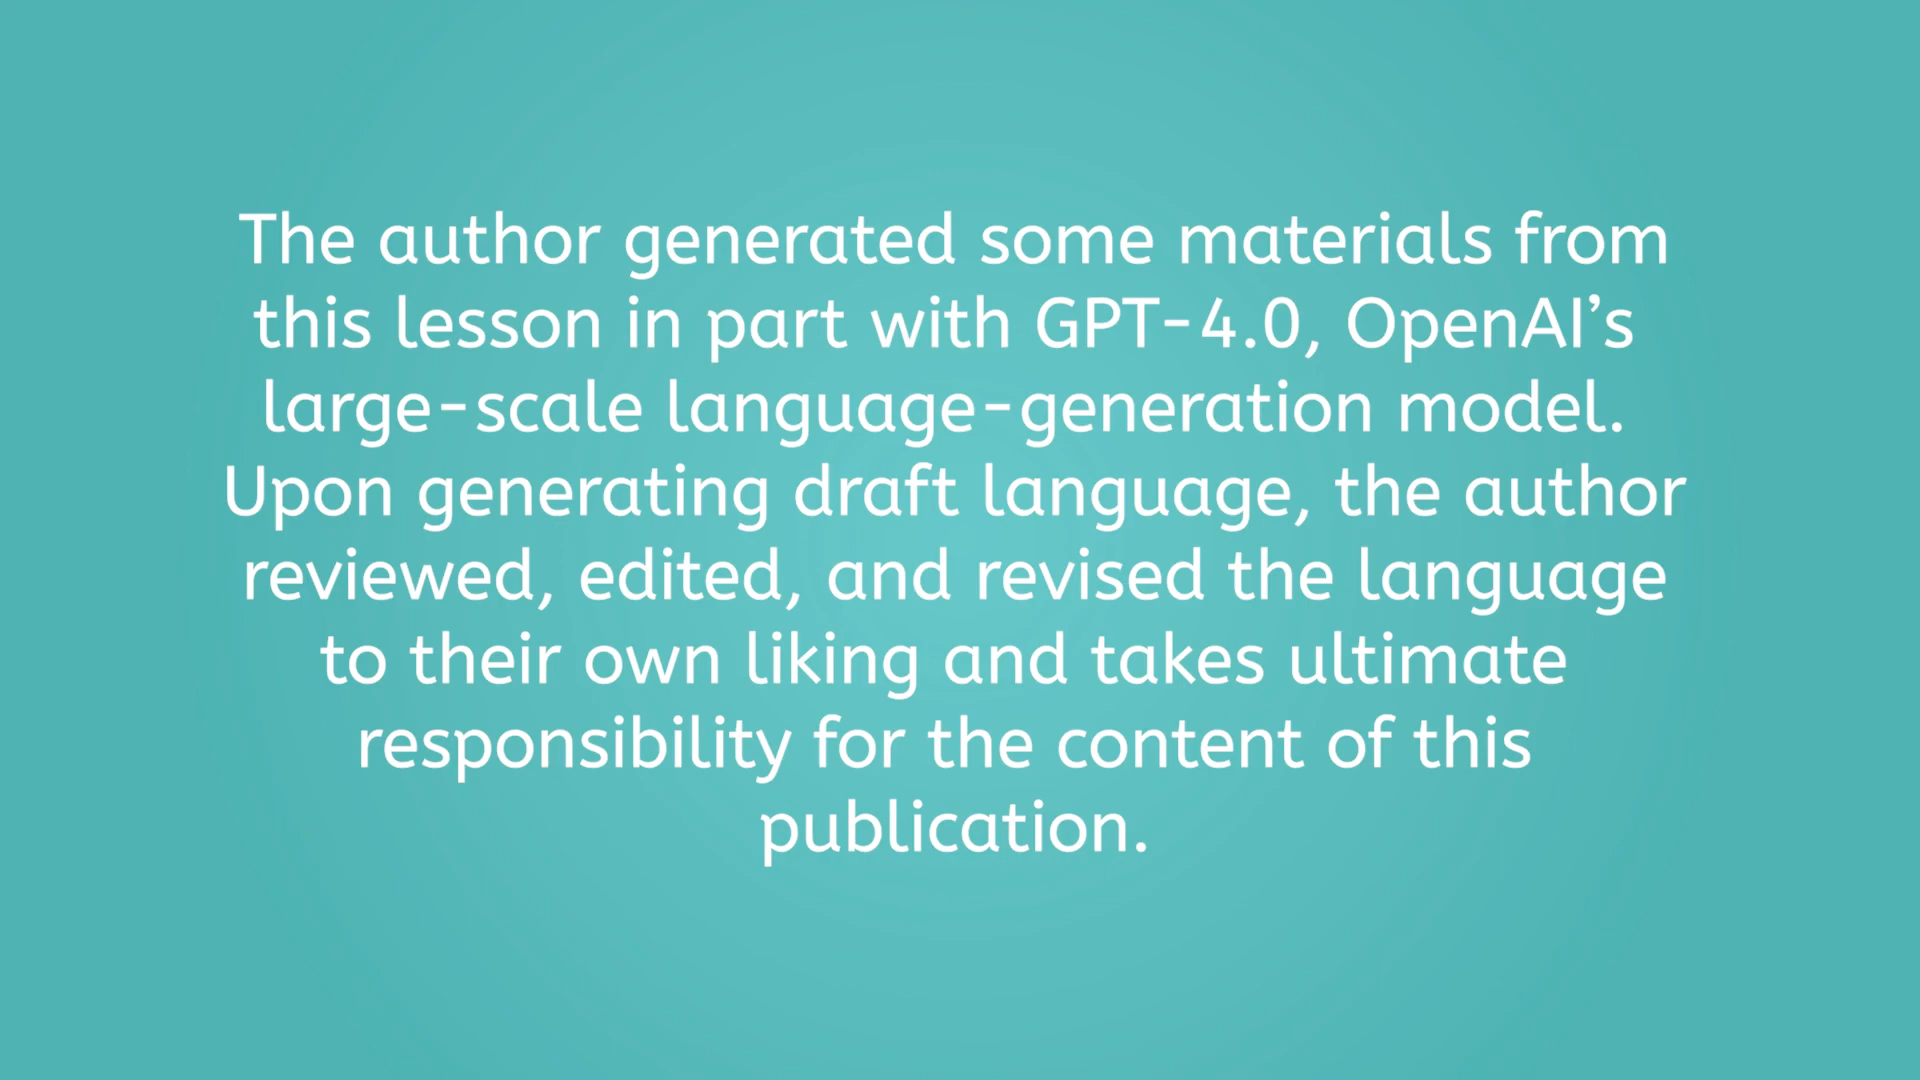 The author generated some materials from
this lesson in part with GPT-4.0, OpenAI’s
large-scale language-generation model.
Upon generating draft language, the author
reviewed, edited, and revised the language
to their own liking and takes ultimate
responsibility for the content of this
publication.